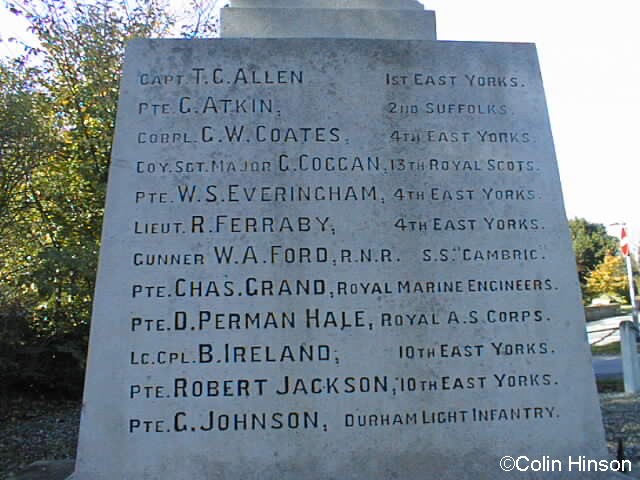 CAPT T.C. ALLEN 1ST EAST YORKS.
PTE. G. ATKIN, 2ND SUFFOLKS.
CORPL. G.W. COATES, 4TH EAST YORKS.
COY. SGT. MAJOR G. COGGAN, 13TH ROYAL SCOTS.
PTE. W.S. EVERINGHAM, 4TH EAST YORKS.
LIEUT. R. FERRABY, 4TH EAST YORKS.
GUNNER W.A. FORD, R.N.R. S.S. "CAMBRIC.
PTE. CHAS. GRAND, ROYAL MARINE ENGINEERS.
PTE. D. PERMAN HALE, ROYAL A.S. CORPS.
LC. CPL. B. IRELAND, 10TH EAST YORKS.
PTE. ROBERT JACKSON, 10TH EAST YORKS.
PTE. G. JOHNSON, DURHAM LIGHT INFANTRY.
©Colin Hinson